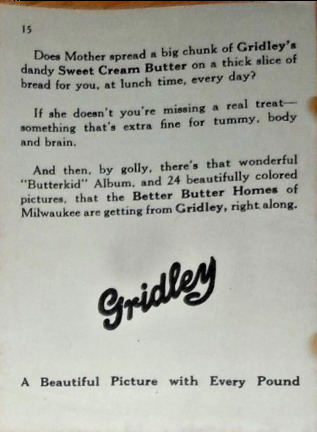 15
Does Mother spread a big chunk of Gridley's
dandy Sweet Cream Butter on a thick slice of
bread for you, at lunch time, every day?
If she doesn't you're missing a real treat—
something that's extra fine for tummy, body
and brain.
And then, by golly, there's that wonderful
"Butterkid" Album, and 24 beautifully colored
pictures, that the Better Butter Homes of
Milwaukee are getting from Gridley, right along.
Gridley
A Beautiful Picture with Every Pound